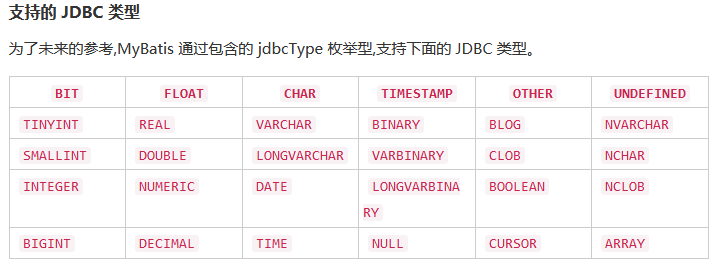 支持的 JDBC 类型
为了未来的参考,MyBatis 通过包含的 jdbcType 枚举型,支持下面的 JDBC 类型。
BIT FLOAT CHAR TIMESTAMP OTHER UNDEFINED
TINYINT REAL VARCHAR BINARY BLOG NVARCHAR
SMALLINT DOUBLE LONGVARCHAR VARBINARY CLOB NCHAR
INTEGER NUMERIC DATE LONGVARBINA BOOLEAN NCLOB
RY
BIGINT DECIMAL TIME NULL CURSOR ARRAY